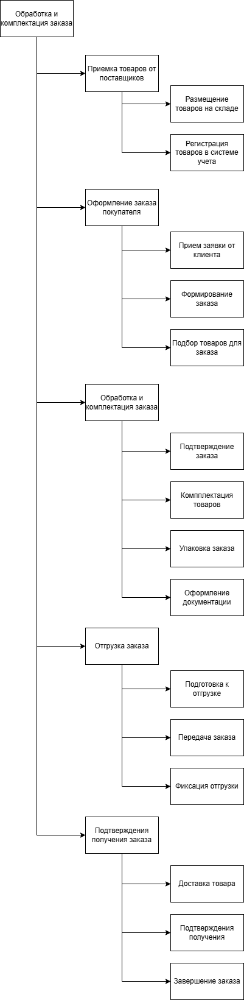 Обработка и
комплектация заказа
Приемка товаров от
поставщиков
Размещение
товаров на складе
Регистрация
товаров в системе
учета
Оформление заказа
покупателя
Прием заявки от
клиента
Формирование
заказа
Подбор товаров для
заказа
Обработка и
комплектация заказа
Подтверждение
заказа
Компплектация
товаров
Упаковка заказа
Оформление
документации
Отгрузка заказа
Подготовка к
отгрузке
Передача заказа
Фиксация отгрузки
Подтверждения
получения заказа
Доставка товара
Подтверждения
получения
Завершение заказа